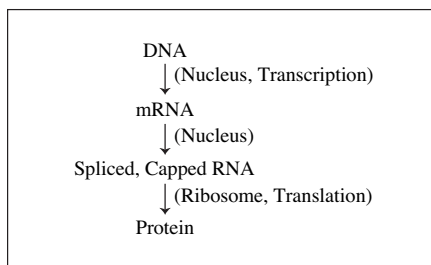 DNA
(Nucleus, Transcription)
mRNA
(Nucleus)
Spliced, Capped RNA
(Ribosome, Translation)
Protein